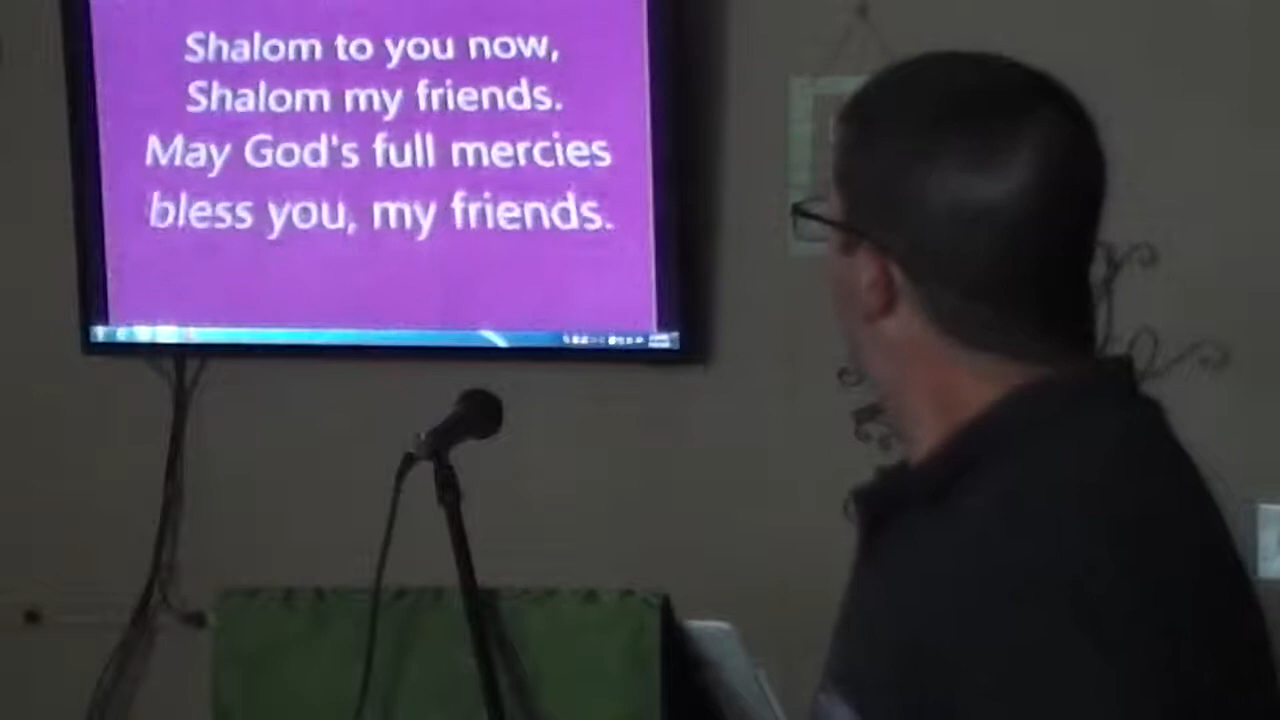 Shalom to you now,
Shalom my friends.
May God's full mercies
bless you, my friends.